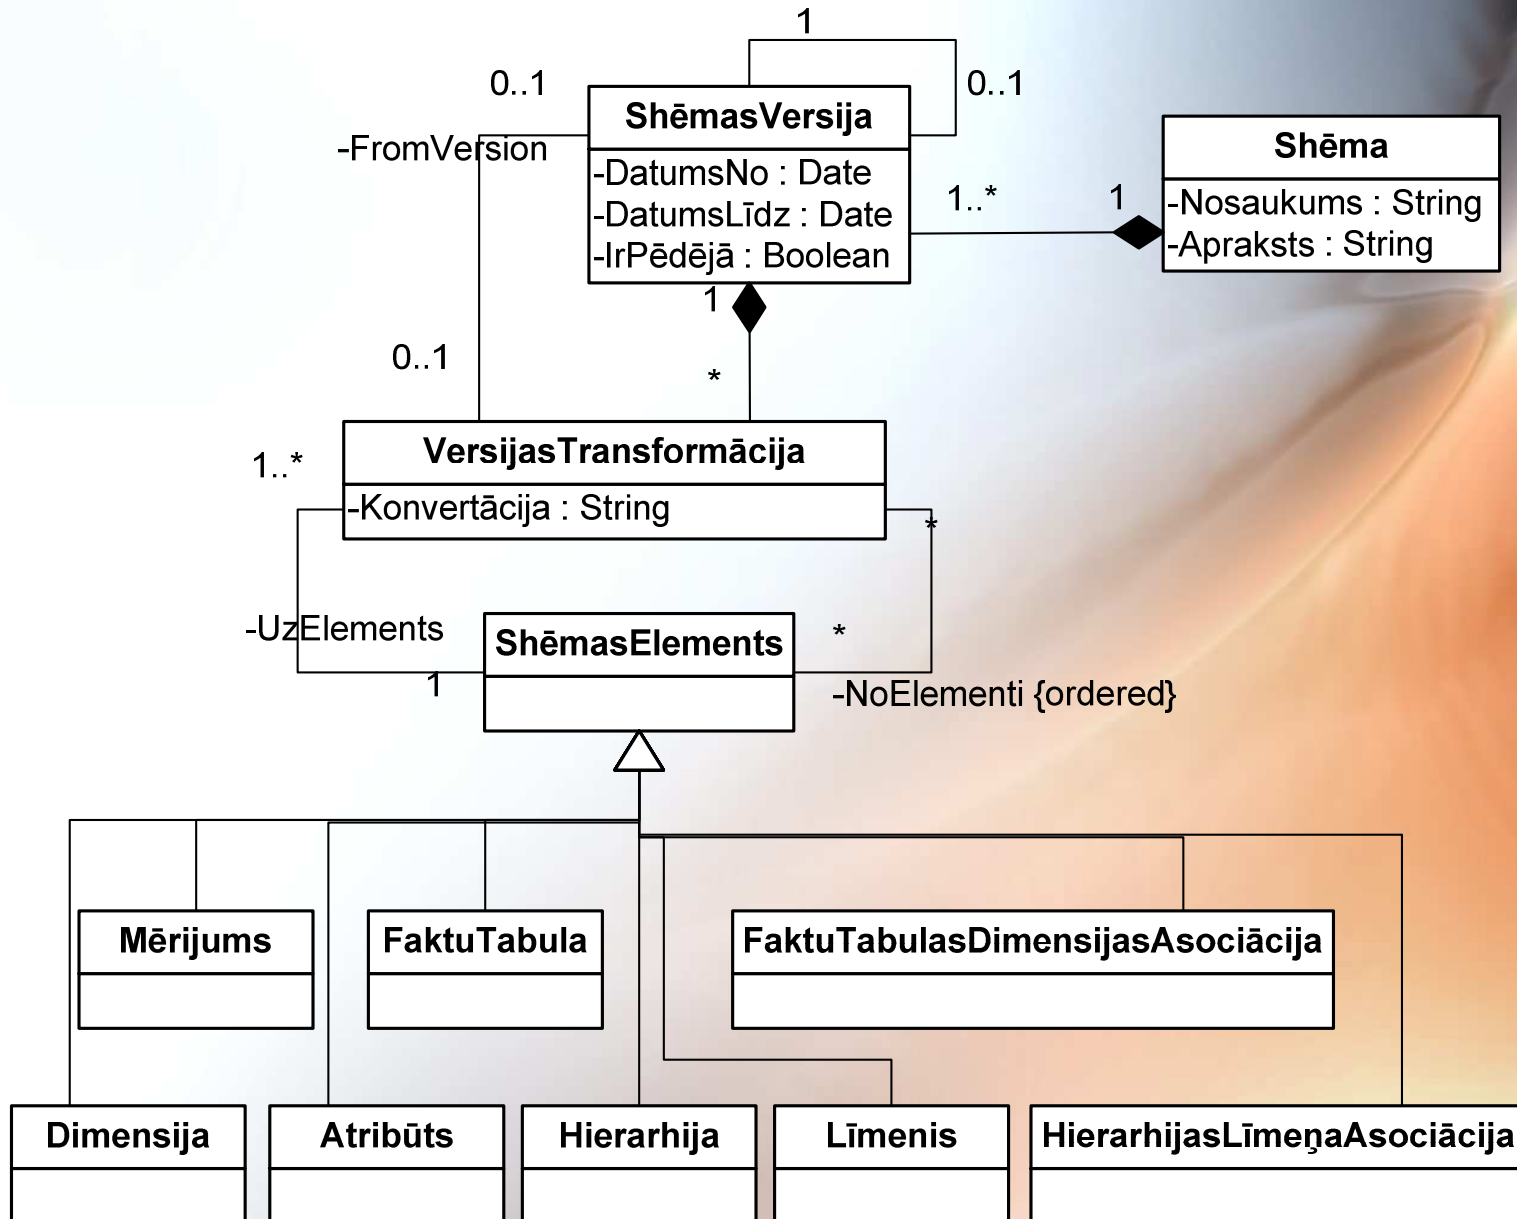 1
0..1
0..1
ShēmasVersija
-DatumsNo : Date
-DatumsLīdz : Date
-IrPēdējā : Boolean
-FromVersion
Shēma
-Nosaukums : String
-Apraksts : String
1..*
1
1
*
0..1
VersijasTransformācija
-Konvertācija : String
1..*
*
-UzElements
1
ShēmasElements
*
-NoElementi {ordered}
Mērijums
FaktuTabula
FaktuTabulasDimensijasAsociācija
Dimensija
Atribūts
Hierarhija
Līmenis
HierarhijasLīmeņaAsociācija